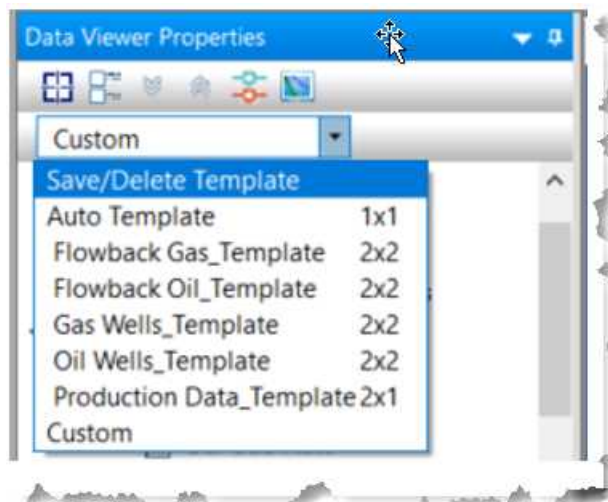 Data Viewer Properties
Custom
Save/Delete Template
Auto Template 1x1
Flowback Gas_Template 2x2
Flowback Oil_Template 2x2
Gas Wells_Template 2x2
Oil Wells_Template 2x2
Production Data_Template 2x1
Custom